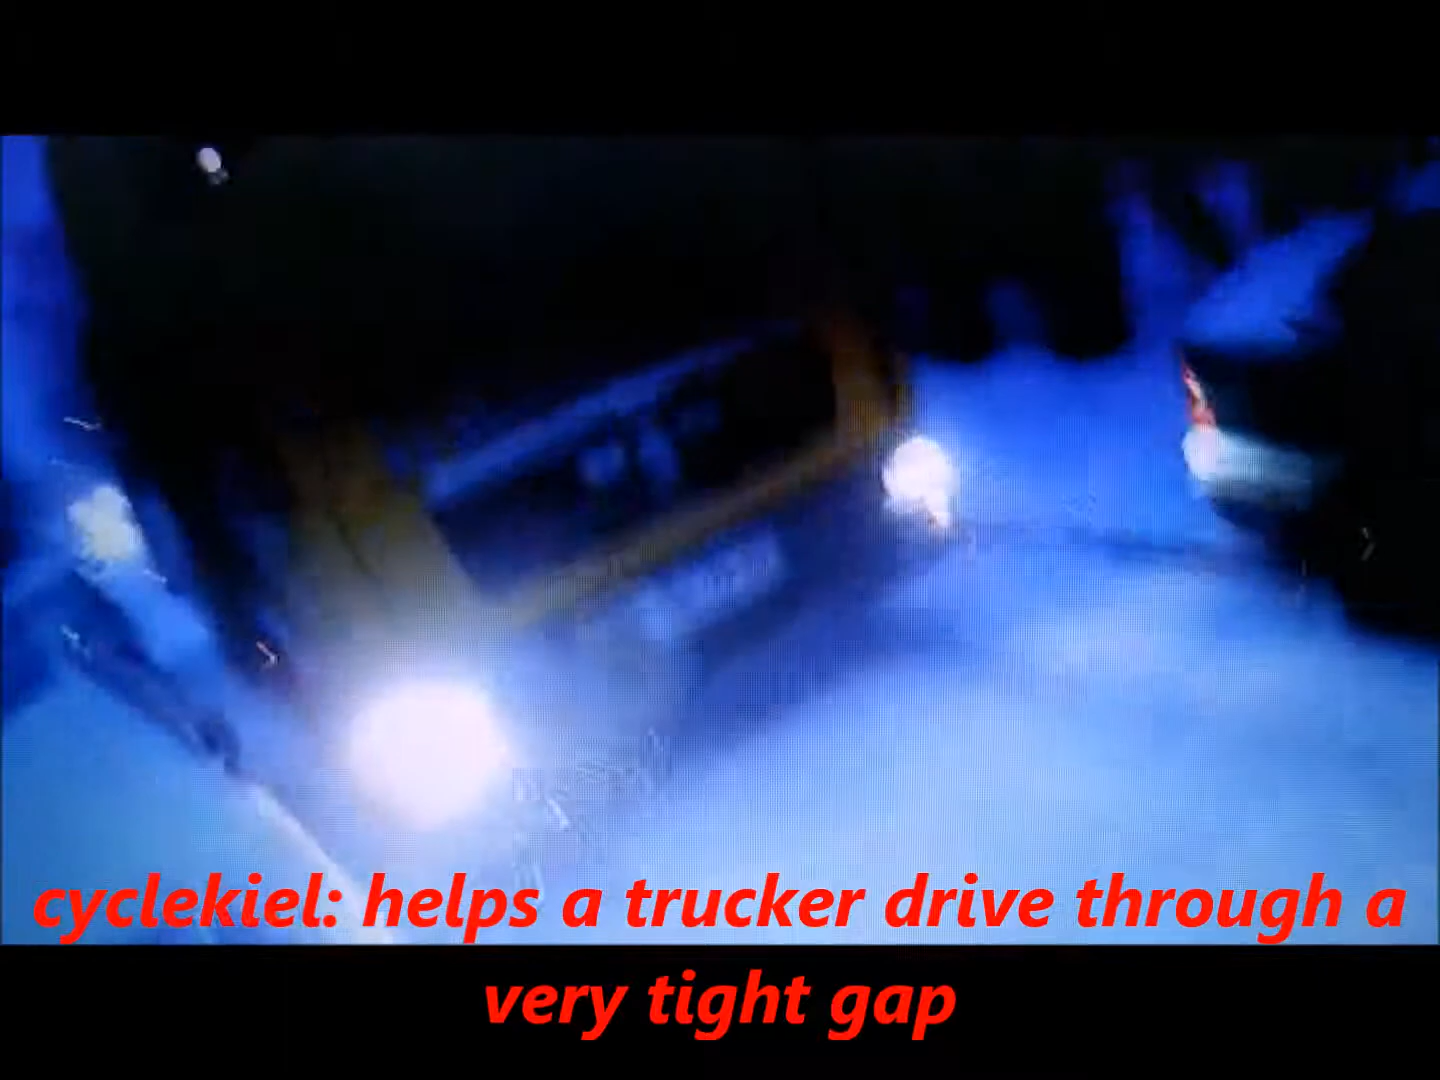 cyclekiel: helps a trucker drive through a
very tight gap